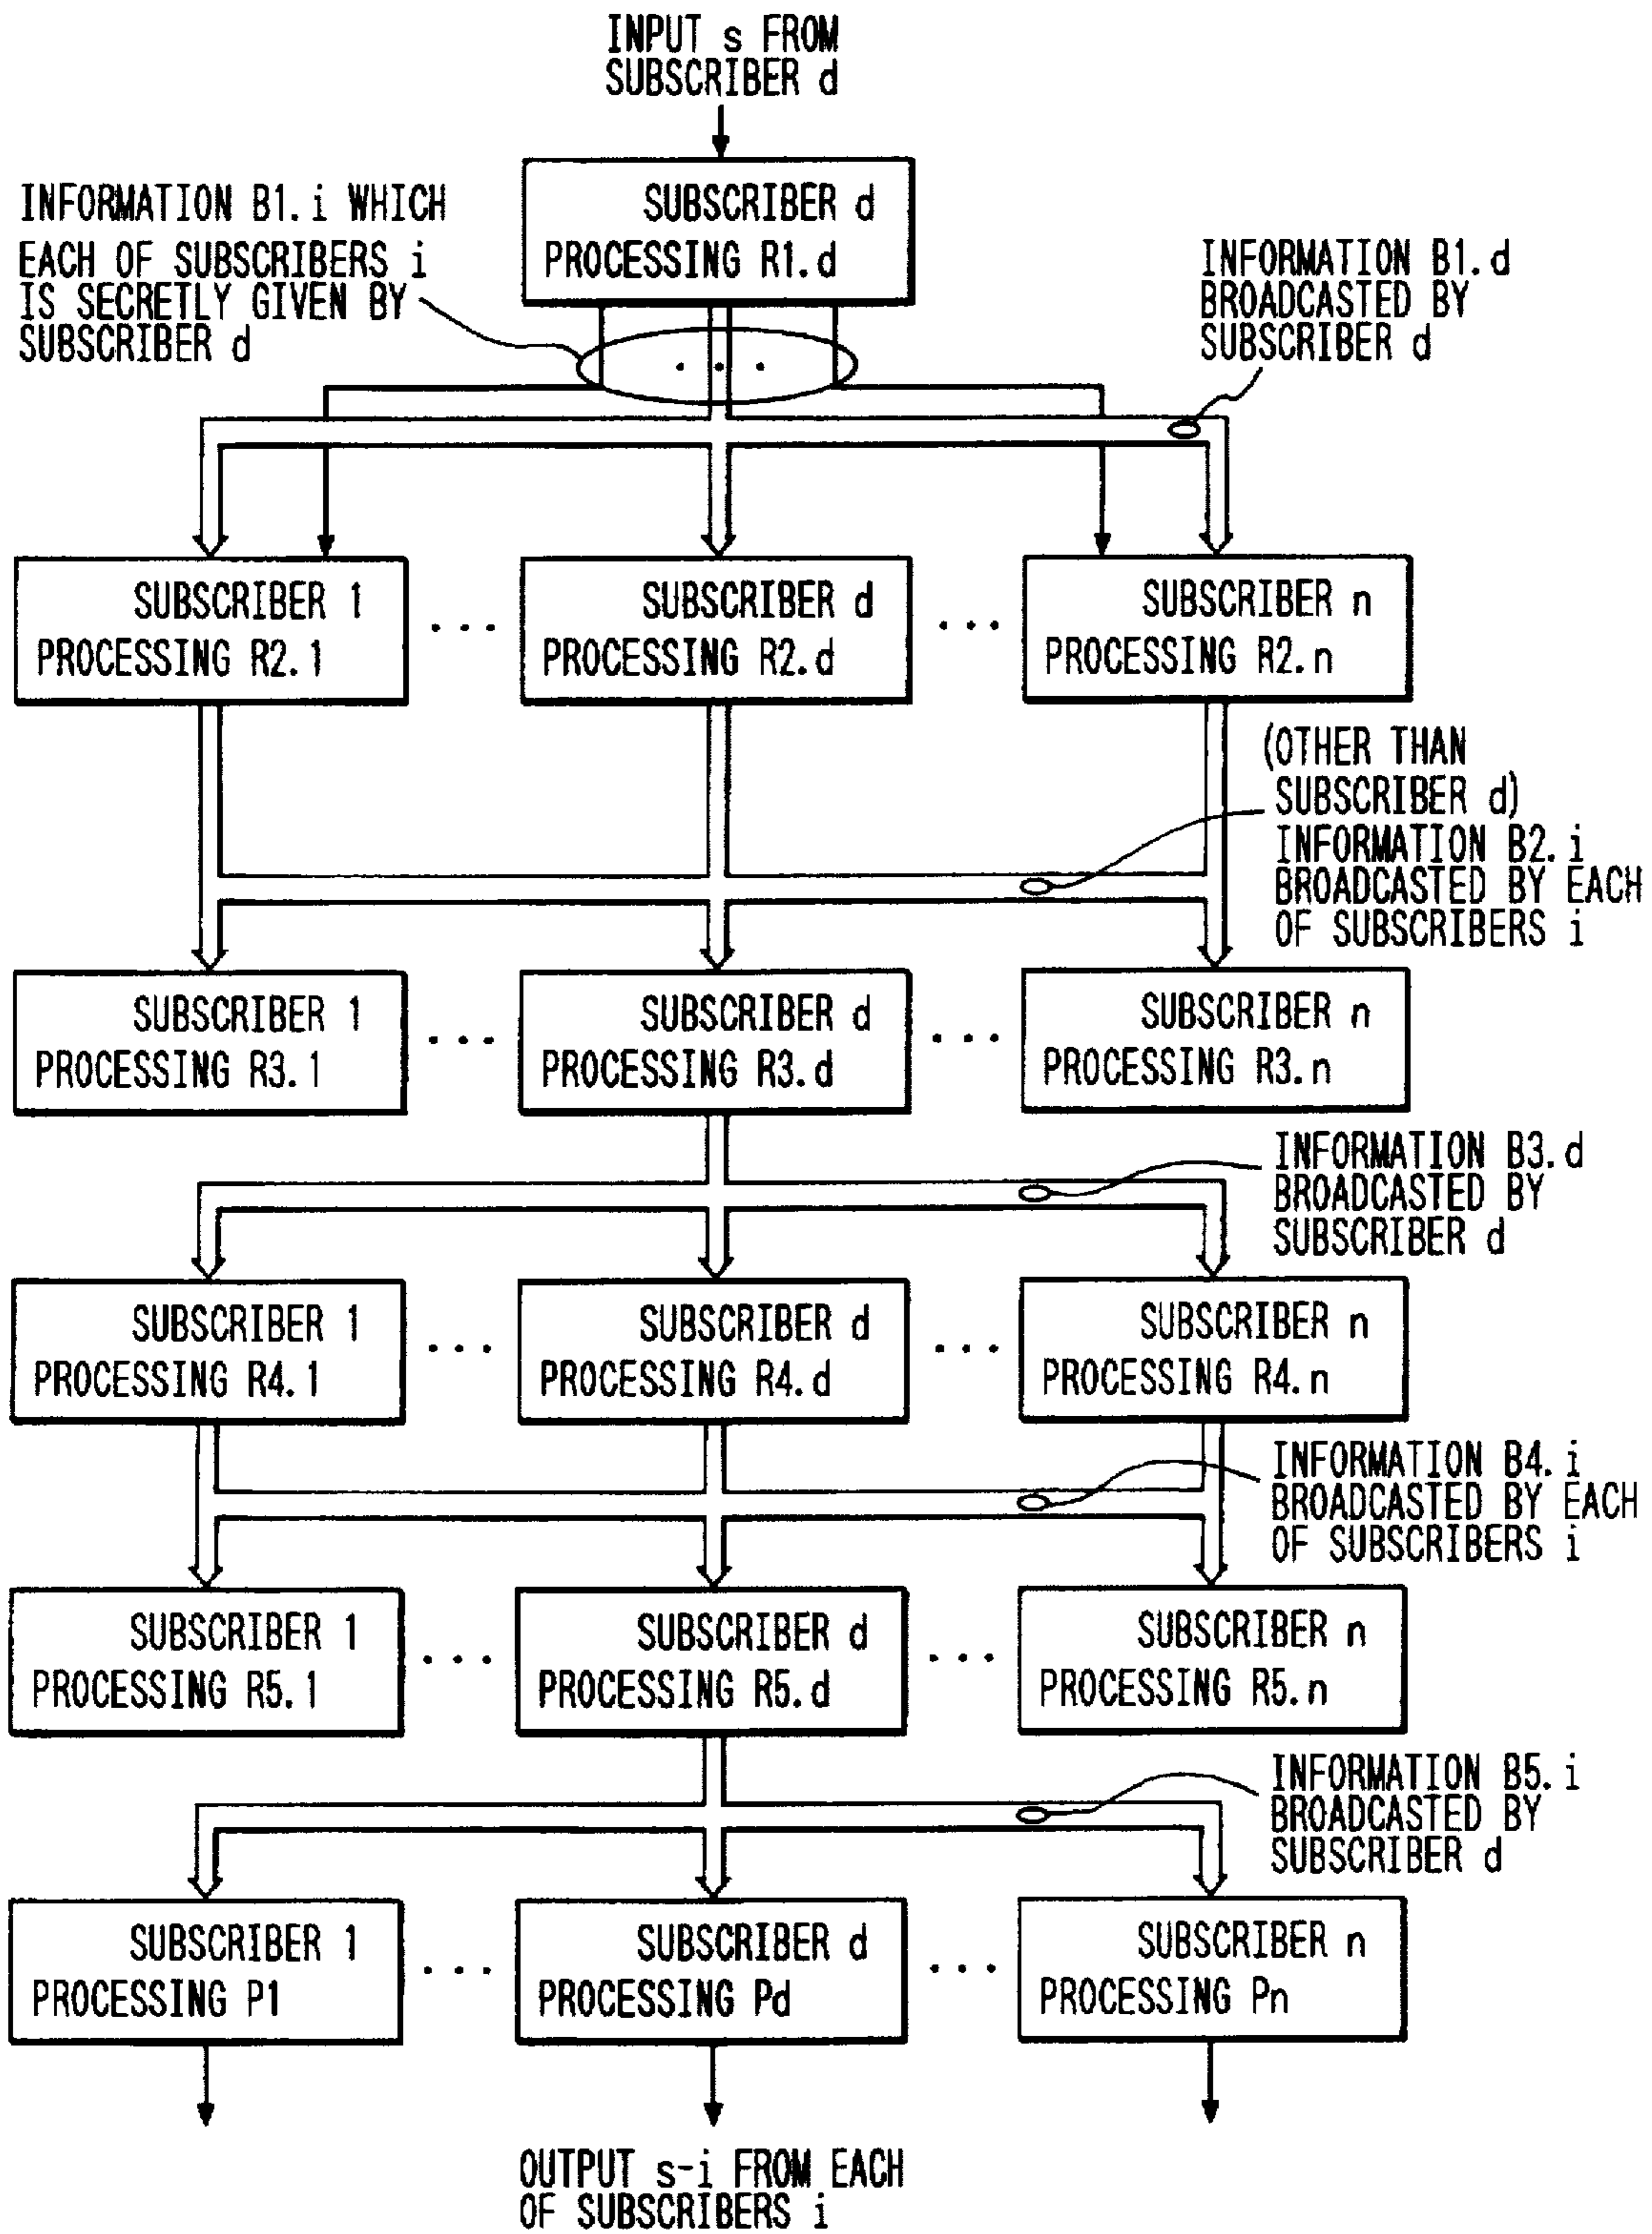 INPUT s FROM
SUBSCRIBER d
INFORMATION B1.i WHICH
EACH OF SUBSCRIBERS i
IS SECRETLY GIVEN BY
SUBSCRIBER d
SUBSCRIBER d
PROCESSING R1.d
INFORMATION B1.d
BROADCASTED BY
SUBSCRIBER d
. . .
SUBSCRIBER 1
PROCESSING R2.1
. . .
SUBSCRIBER d
PROCESSING R2.d
. . .
SUBSCRIBER n
PROCESSING R2.n
(OTHER THAN
SUBSCRIBER d)
INFORMATION B2.i
BROADCASTED BY EACH
OF SUBSCRIBERS i
SUBSCRIBER 1
PROCESSING R3.1
. . .
SUBSCRIBER d
PROCESSING R3.d
. . .
SUBSCRIBER n
PROCESSING R3.n
INFORMATION B3.d
BROADCASTED BY
SUBSCRIBER d
SUBSCRIBER 1
PROCESSING R4.1
. . .
SUBSCRIBER d
PROCESSING R4.d
. . .
SUBSCRIBER n
PROCESSING R4.n
INFORMATION B4.i
BROADCASTED BY EACH
OF SUBSCRIBERS i
SUBSCRIBER 1
PROCESSING R5.1
. . .
SUBSCRIBER d
PROCESSING R5.d
. . .
SUBSCRIBER n
PROCESSING R5.n
INFORMATION B5.i
BROADCASTED BY
SUBSCRIBER d
SUBSCRIBER 1
PROCESSING P1
. . .
SUBSCRIBER d
PROCESSING Pd
. . .
SUBSCRIBER n
PROCESSING Pn
OUTPUT s-i FROM EACH
OF SUBSCRIBERS i